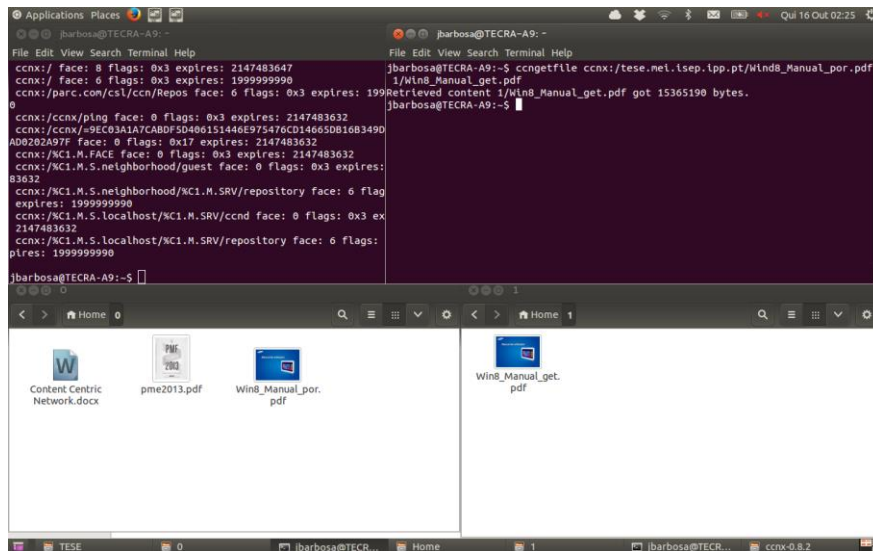 Applications Places Qui 16 Out 02:25
jbarbosa@TECRA-A9: ~
File Edit View Search Terminal Help
ccnx:/ face: 8 flags: 0x3 expires: 2147483647
ccnx:/ face: 6 flags: 0x3 expires: 1999999990
ccnx:/parc.com/csl/ccn/Repos face: 6 flags: 0x3 expires: 199
0
ccnx:/ccnx/ping face: 0 flags: 0x3 expires: 2147483632
ccnx:/ccnx/=9EC03A1A7CABDF5D406151446E975476CD14665DB16B349D
AD0202A97F face: 0 flags: 0x17 expires: 2147483632
ccnx:/%C1.M.FACE face: 0 flags: 0x3 expires: 2147483632
ccnx:/%C1.M.S.neighborhood/guest face: 0 flags: 0x3 expires:
83632
ccnx:/%C1.M.S.neighborhood/%C1.M.SRV/repository face: 6 flag
expires: 1999999990
ccnx:/%C1.M.S.localhost/%C1.M.SRV/ccnd face: 0 flags: 0x3 ex
2147483632
ccnx:/%C1.M.S.localhost/%C1.M.SRV/repository face: 6 flags:
pires: 1999999990
jbarbosa@TECRA-A9:~$
jbarbosa@TECRA-A9: ~
File Edit View Search Terminal Help
jbarbosa@TECRA-A9:~$ ccngetfile ccnx:/tese.mei.isep.ipp.pt/Wind8_Manual_por.pdf
1/Win8_Manual_get.pdf
Retrieved content 1/Win8_Manual_get.pdf got 15365190 bytes.
jbarbosa@TECRA-A9:~$
0
Home 0
PME
2013
Content Centric
Network.docx
pme2013.pdf
Win8_Manual_por.
pdf
1
Home 1
Win8_Manual_get.
pdf
TESE 0 jbarbosa@TECR... Home 1 jbarbosa@TECR... ccnx-0.8.2